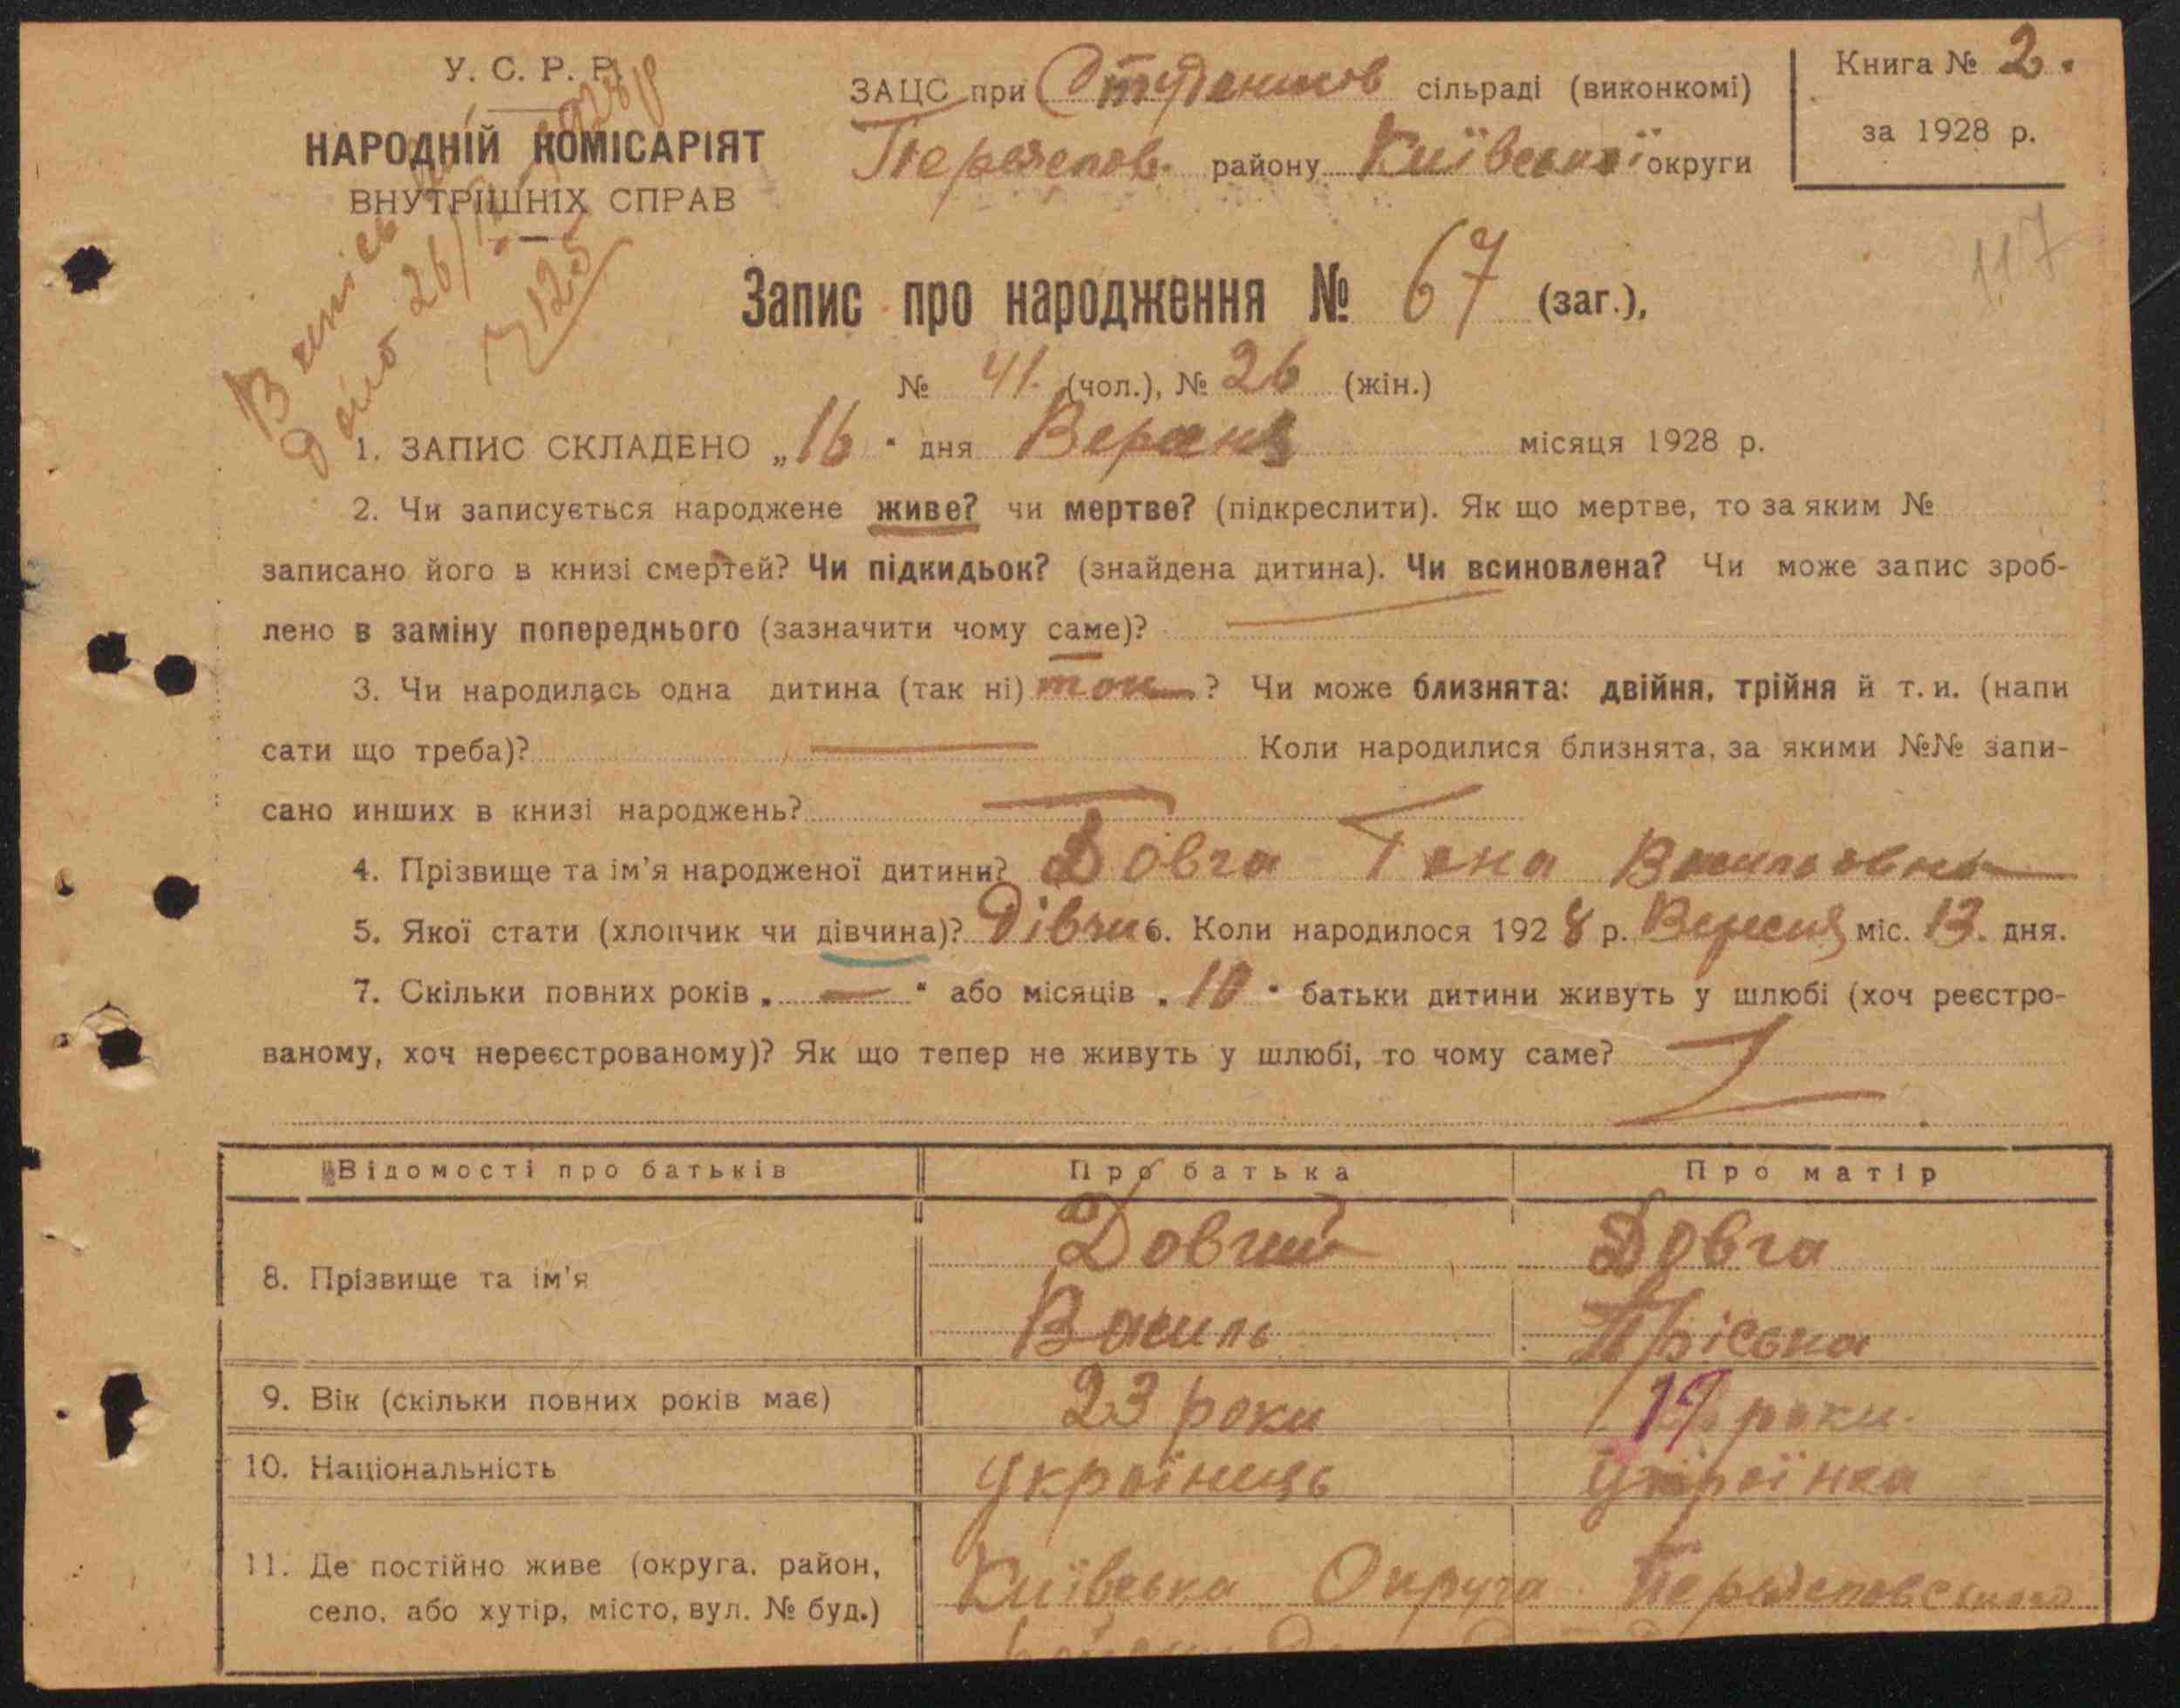 У. С. Р. Р.
НАРОДНІЙ КОМІСАРІЯТ
ВНУТРІШНІХ СПРАВ
ЗАЦС при Студеников сільраді (виконкомі)
Переяслов. району Київської округи
Книга № 2.
за 1928 р.
117
Запис про народження № 67 (заг.),
№ 41. (чол.), № 26 (жін.)
1. ЗАПИС СКЛАДЕНО „16" дня Вересня місяця 1928 р.
2. Чи записується народжене живе? чи мертве? (підкреслити). Як що мертве, то за яким №
записано його в книзі смертей? Чи підкидьок? (знайдена дитина). Чи всиновлена? Чи може запис зроб-
лено в заміну попереднього (зазначити чому саме)?
3. Чи народилась одна дитина (так ні) так? Чи може близнята: двійня, трійня й т. и. (напи
сати що треба)? Коли народилися близнята, за якими №№ запи-
сано инших в книзі народжень?
4. Прізвище та ім'я народженої дитини? Довга Гана Васильовна
5. Якої стати (хлопчик чи дівчина)? Дівчин 6. Коли народилося 1928 р. Вересня міс. 13. дня.
7. Скільки повних років „ — " або місяців „10" батьки дитини живуть у шлюбі (хоч реєстро-
ваному, хоч нереєстрованому)? Як що тепер не живуть у шлюбі, то чому саме?
Відомості про батьків Про батька Про матір
8. Прізвище та ім'я Довгий Довга
Василь Пріська
9. Вік (скільки повних років має) 23 роки 19 роки.
10. Національність Українець Українка
11. Де постійно живе (округа, район,
село, або хутір, місто, вул. № буд.) Київська Округа Переясловського